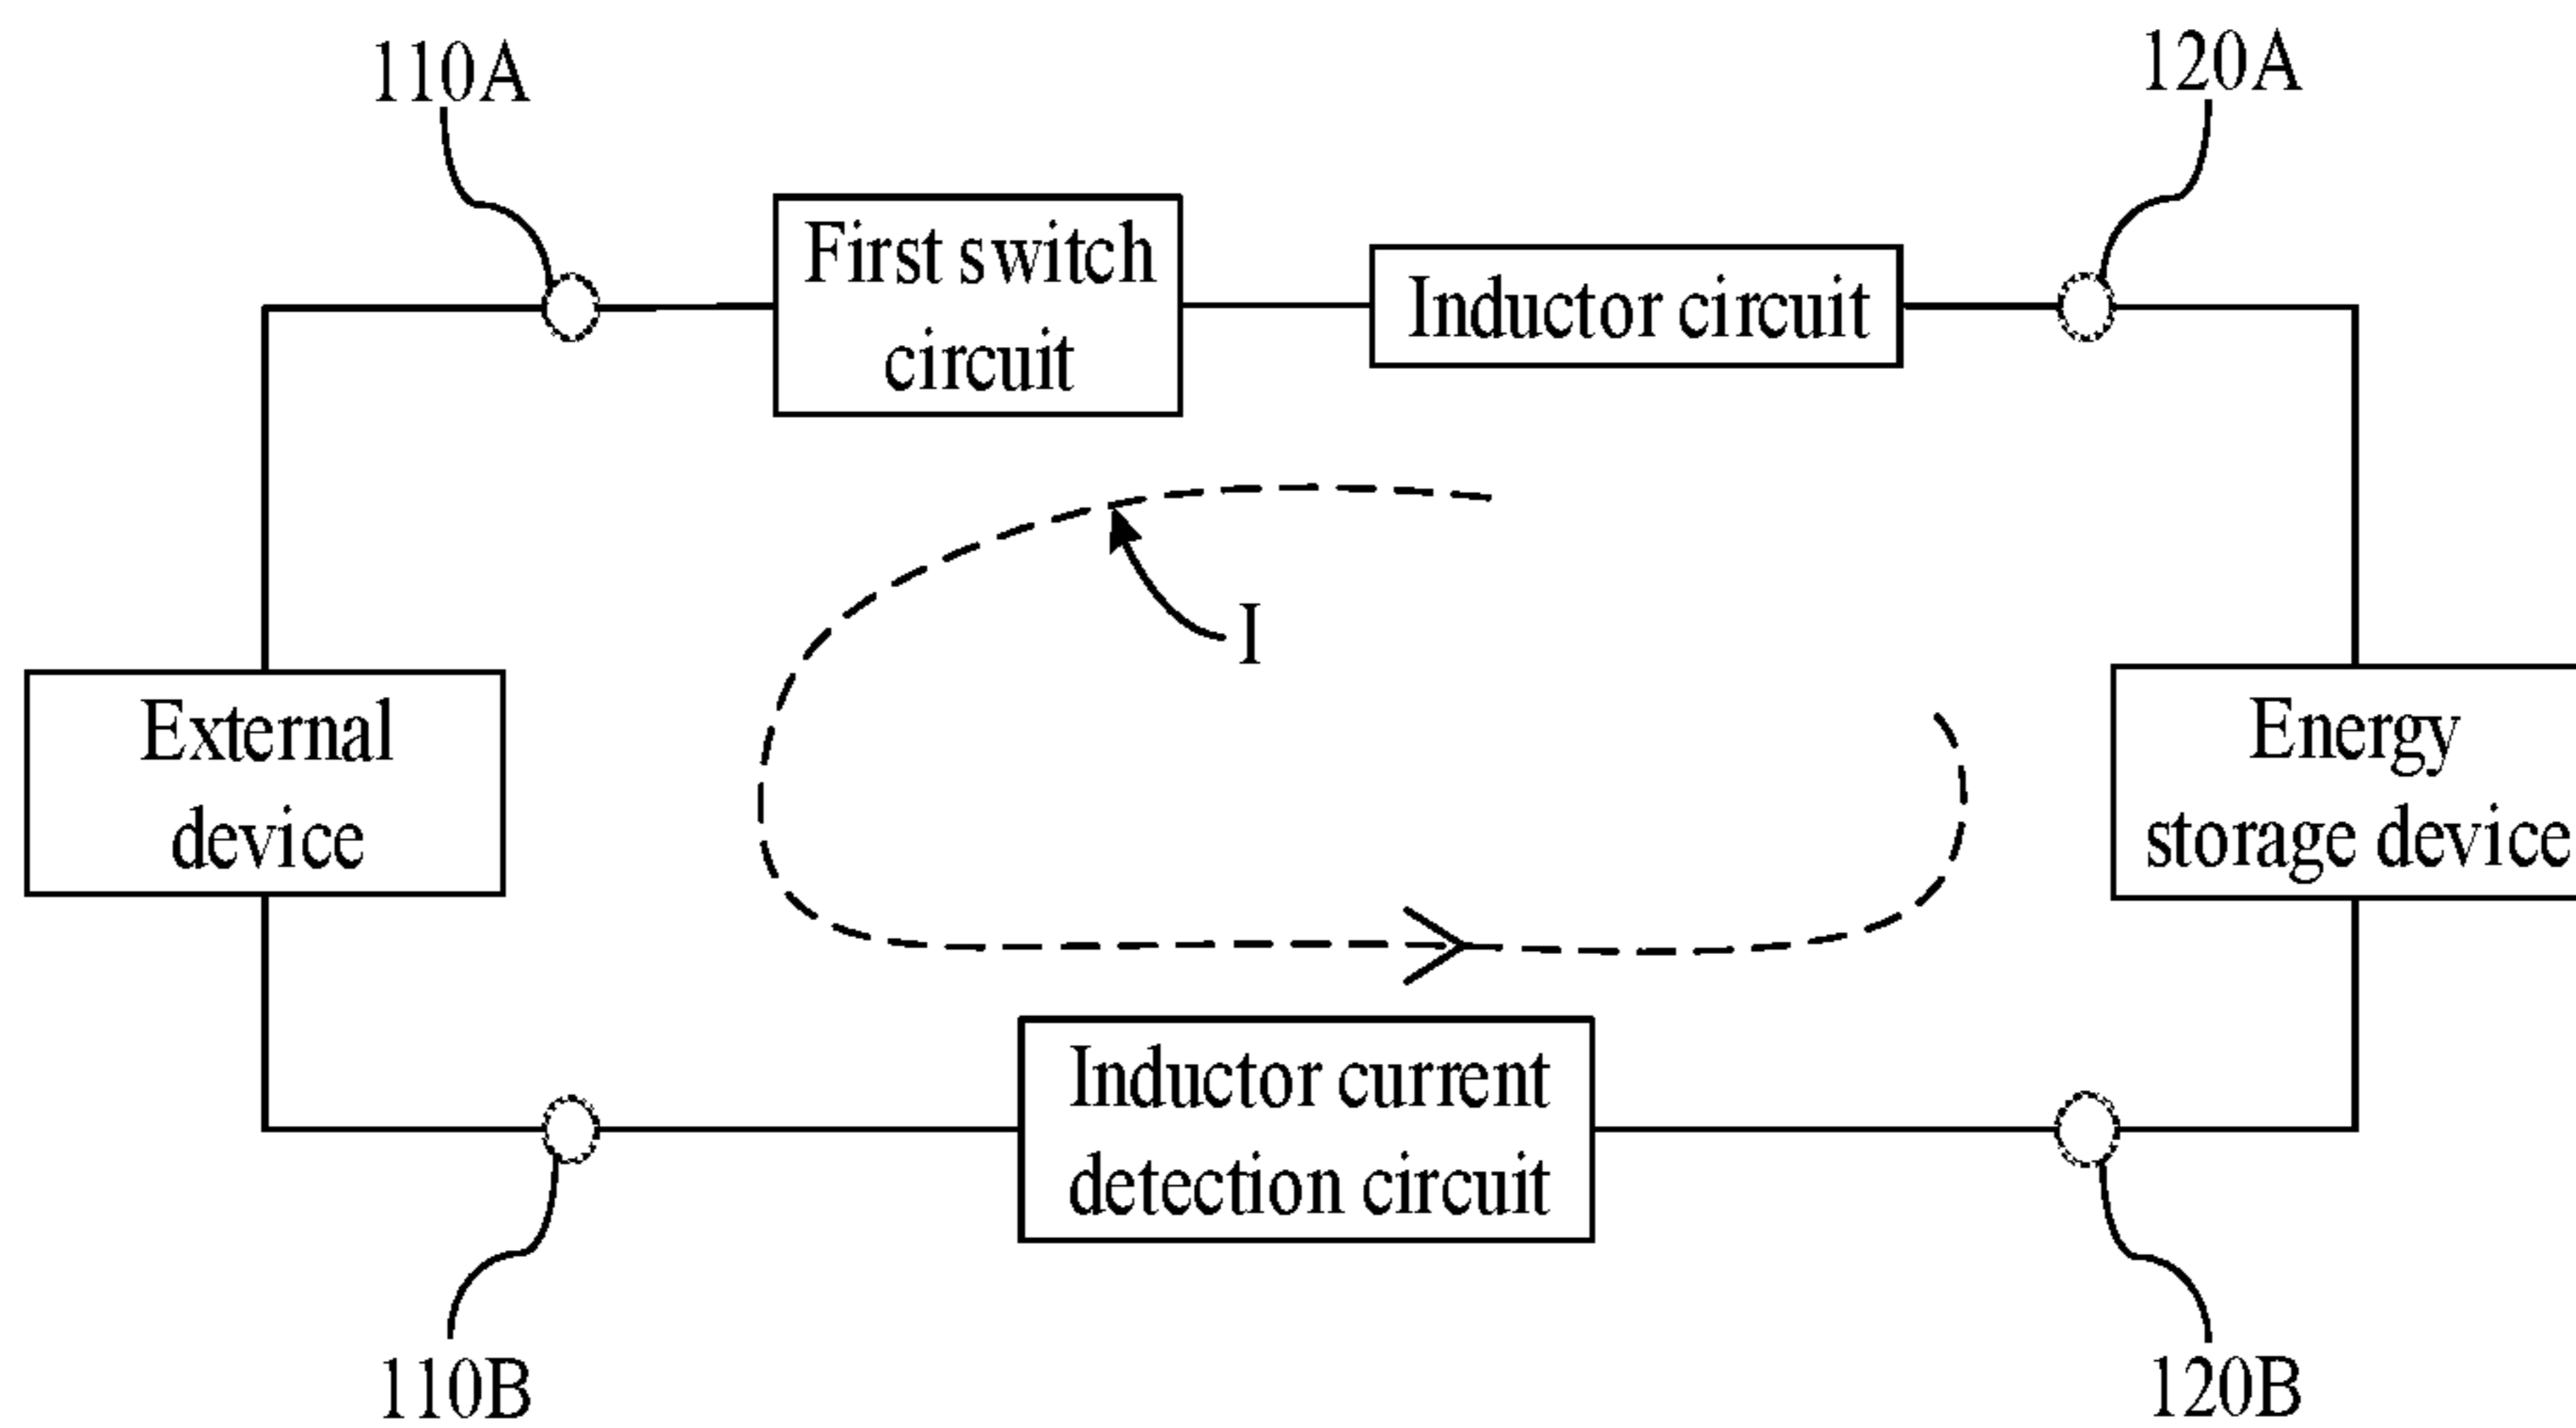 110A
120A
First switch
circuit
Inductor circuit
I
External
device
Energy
storage device
Inductor current
detection circuit
110B
120B